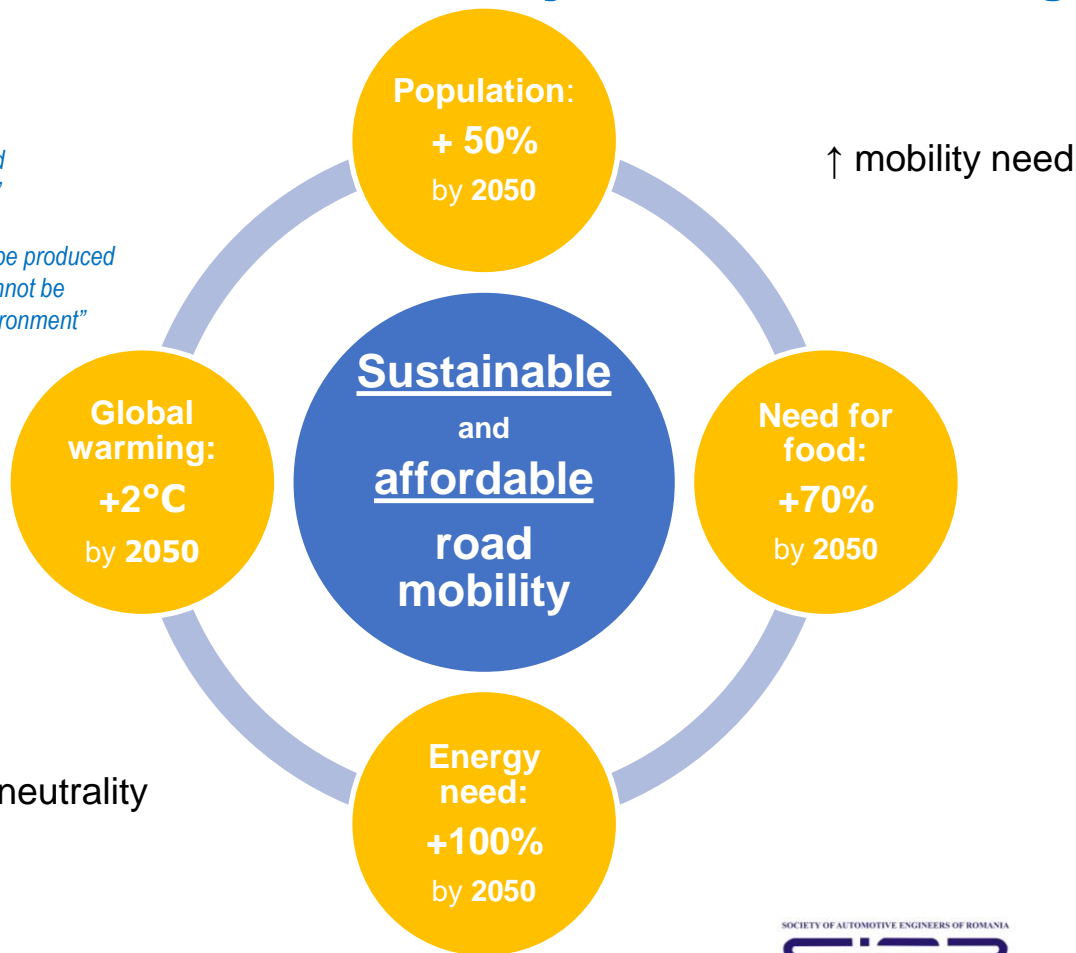 Population:
+ 50%
by 2050
↑ mobility need
be produced
nnot be
ronment”
Sustainable
and
affordable
road
mobility
Global
warming:
+2°C
by 2050
Need for
food:
+70%
by 2050
neutrality
Energy
need:
+100%
by 2050
SOCIETY OF AUTOMOTIVE ENGINEERS OF ROMANIA